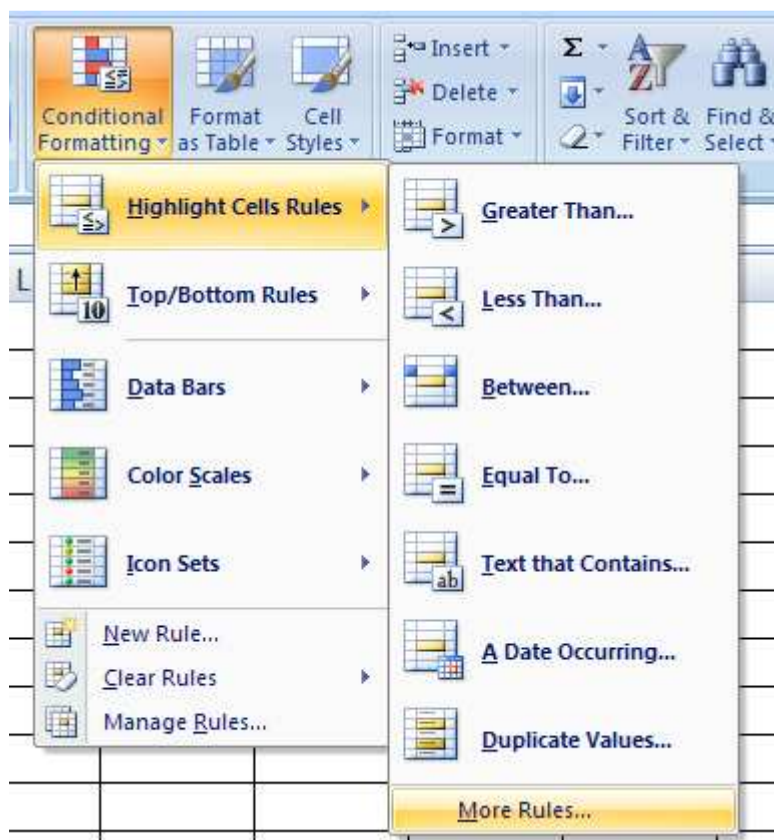 Insert
Σ
Delete
Conditional Formatting
Format as Table
Cell Styles
Format
Sort & Filter
Find & Select
Highlight Cells Rules
Top/Bottom Rules
Data Bars
Color Scales
Icon Sets
New Rule...
Clear Rules
Manage Rules...
Greater Than...
Less Than...
Between...
Equal To...
Text that Contains...
A Date Occurring...
Duplicate Values...
More Rules...
L
10
ab
A
Z